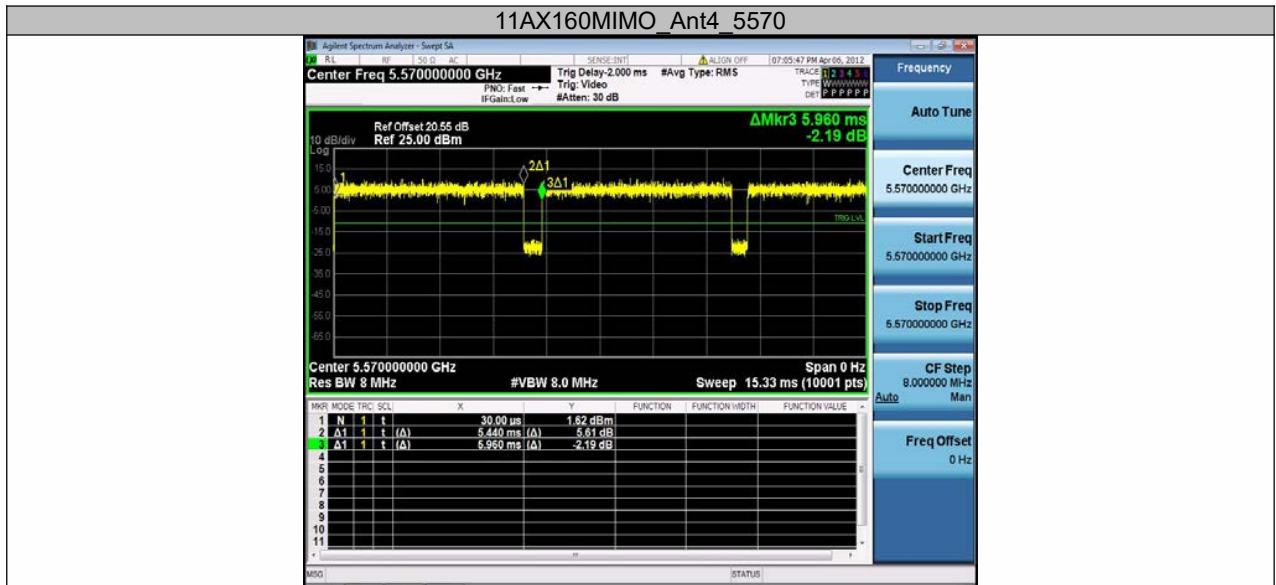 11AX160MIMO_Ant4_5570
Agilent Spectrum Analyzer - Swept SA
RL RF 50 Ω AC SENSE:INT ALIGN OFF 07:05:47 PM Apr 06, 2012
Center Freq 5.570000000 GHz
PNO: Fast
IFGain:Low
Trig Delay-2.000 ms
Trig: Video
#Atten: 30 dB
#Avg Type: RMS
TRACE 1 2 3 4 5 6
TYPE
DET P P P P P P
ΔMkr3 5.960 ms
-2.19 dB
Ref Offset 20.55 dB
10 dB/div Ref 25.00 dBm
Log
15.0
5.00
-5.00
-15.0
-25.0
-35.0
-45.0
-55.0
-65.0
1
2Δ1
3Δ1
TRIG LVL
Center 5.570000000 GHz Span 0 Hz
Res BW 8 MHz #VBW 8.0 MHz Sweep 15.33 ms (10001 pts)
MKR MODE TRC SCL X Y FUNCTION FUNCTION WIDTH FUNCTION VALUE
1 N 1 t 30.00 µs 1.62 dBm
2 Δ1 1 t (Δ) 5.440 ms (Δ) 5.61 dB
3 Δ1 1 t (Δ) 5.960 ms (Δ) -2.19 dB
4
5
6
7
8
9
10
11
MSG STATUS
Frequency
Auto Tune
Center Freq
5.570000000 GHz
Start Freq
5.570000000 GHz
Stop Freq
5.570000000 GHz
CF Step
8.000000 MHz
Auto Man
Freq Offset
0 Hz